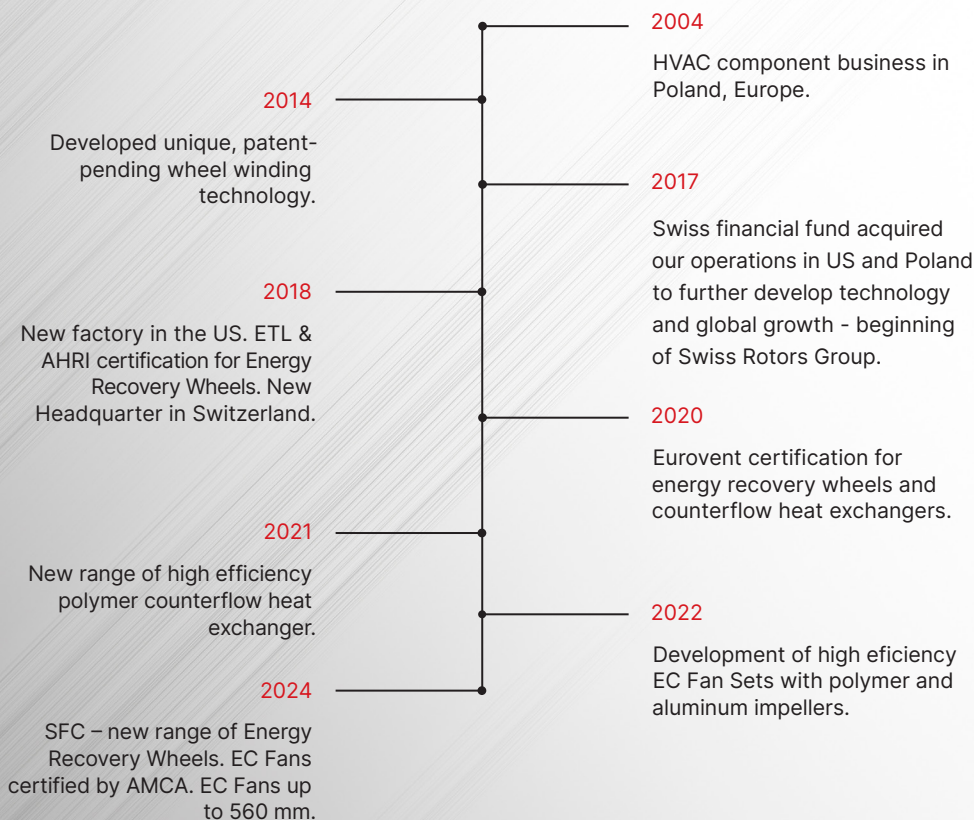 2004
HVAC component business in
Poland, Europe.
2014
Developed unique, patent-
pending wheel winding
technology.
2017
Swiss financial fund acquired
our operations in US and Poland
to further develop technology
and global growth - beginning
of Swiss Rotors Group.
2018
New factory in the US. ETL &
AHRI certification for Energy
Recovery Wheels. New
Headquarter in Switzerland.
2020
Eurovent certification for
energy recovery wheels and
counterflow heat exchangers.
2021
New range of high efficiency
polymer counterflow heat
exchanger.
2022
Development of high eficiency
EC Fan Sets with polymer and
aluminum impellers.
2024
SFC – new range of Energy
Recovery Wheels. EC Fans
certified by AMCA. EC Fans up
to 560 mm.